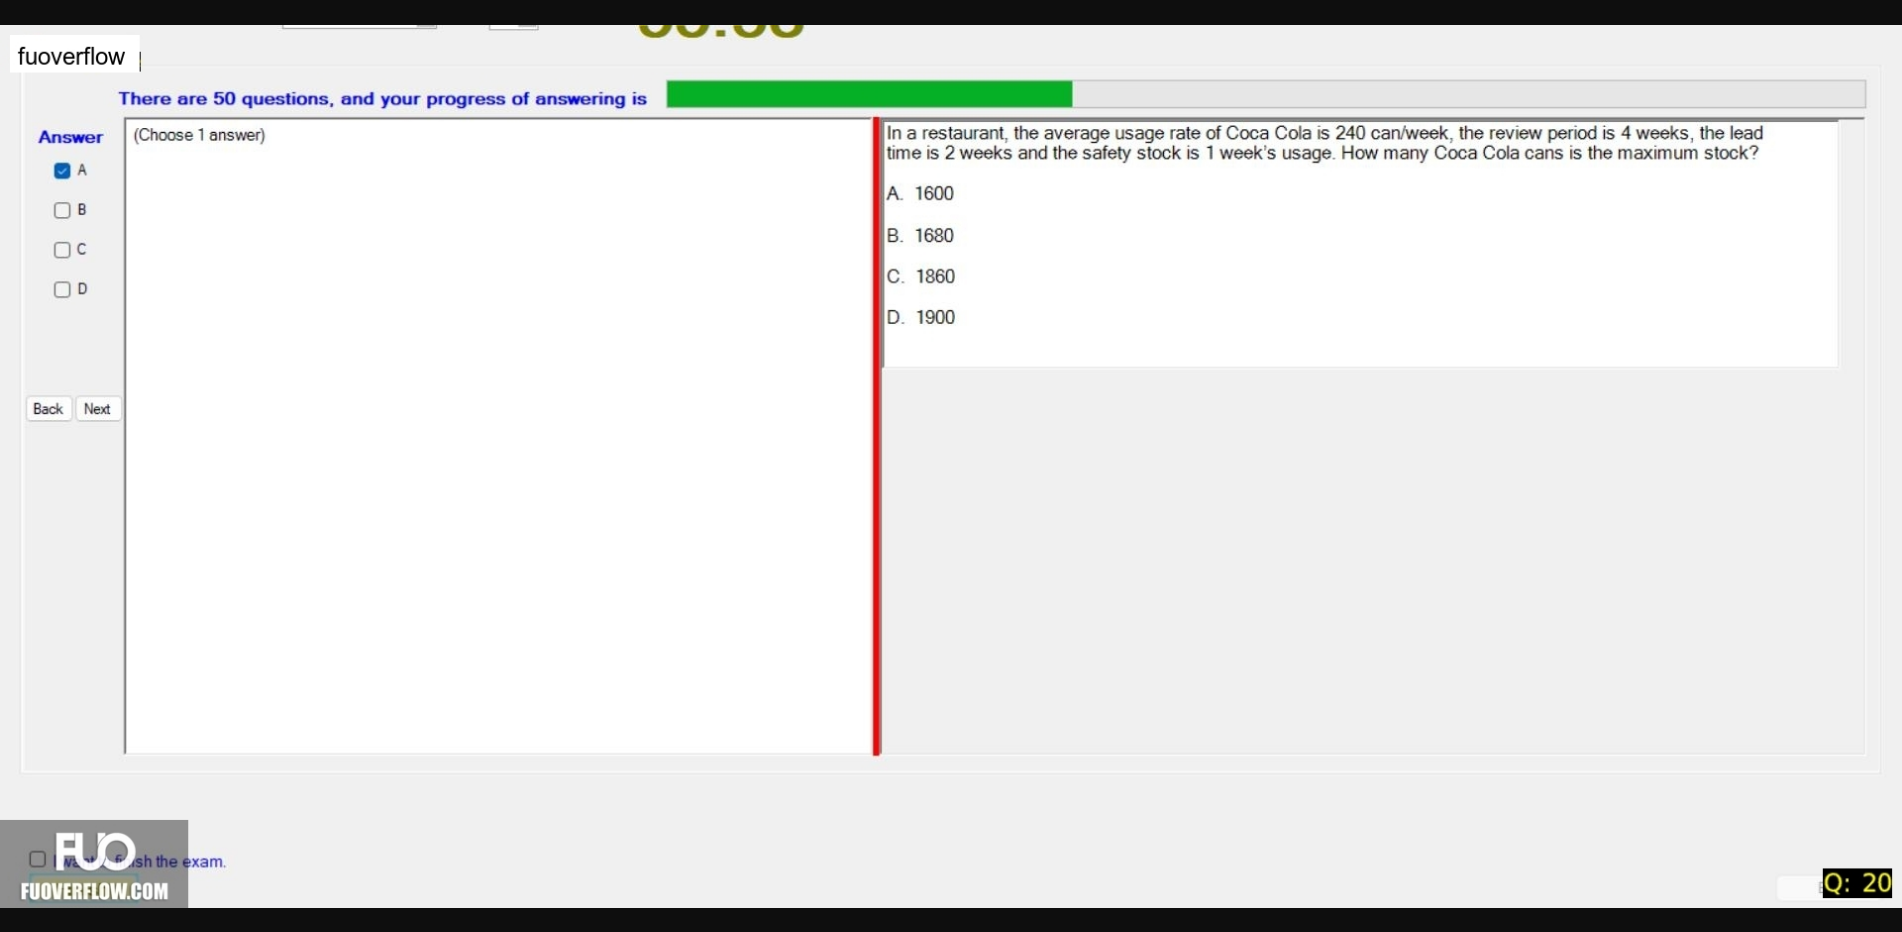 fuoverflow
There are 50 questions, and your progress of answering is
Answer
(Choose 1 answer)
A
B
C
D
Back
Next
In a restaurant, the average usage rate of Coca Cola is 240 can/week, the review period is 4 weeks, the lead
time is 2 weeks and the safety stock is 1 week's usage. How many Coca Cola cans is the maximum stock?
A. 1600
B. 1680
C. 1860
D. 1900
FUO
sh the exam.
FUOVERFLOW.COM
Q: 20